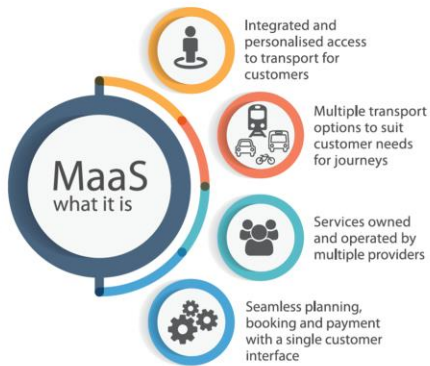 MaaS
what it is
Integrated and
personalised access
to transport for
customers
Multiple transport
options to suit
customer needs
for journeys
Services owned
and operated by
multiple providers
Seamless planning,
booking and payment
with a single customer
interface